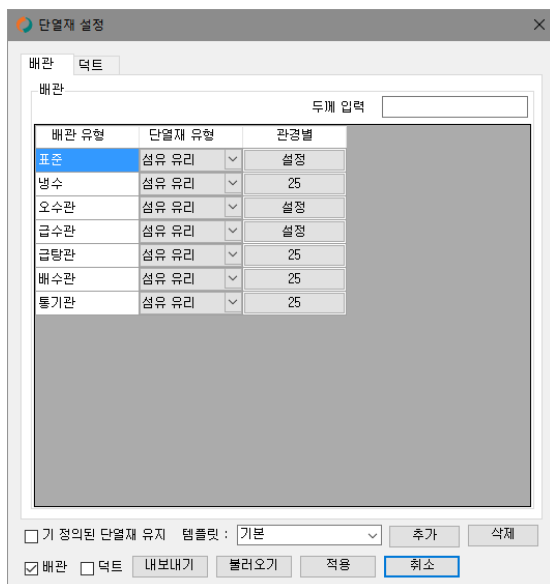 단열재 설정
배관 덕트
배관
두께 입력
배관 유형 단열재 유형 관경별
표준 섬유 유리 설정
냉수 섬유 유리 25
오수관 섬유 유리 설정
급수관 섬유 유리 설정
급탕관 섬유 유리 25
배수관 섬유 유리 25
통기관 섬유 유리 25
기 정의된 단열재 유지 템플릿 : 기본 추가 삭제
배관 덕트 내보내기 불러오기 적용 취소